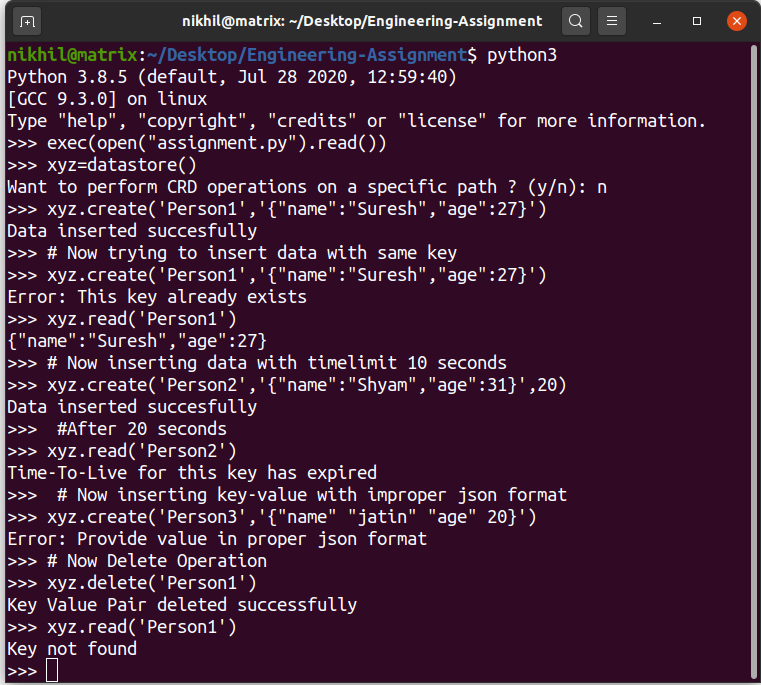 nikhil@matrix: ~/Desktop/Engineering-Assignment
nikhil@matrix:~/Desktop/Engineering-Assignment$ python3
Python 3.8.5 (default, Jul 28 2020, 12:59:40)
[GCC 9.3.0] on linux
Type "help", "copyright", "credits" or "license" for more information.
>>> exec(open("assignment.py").read())
>>> xyz=datastore()
Want to perform CRD operations on a specific path ? (y/n): n
>>> xyz.create('Person1','{"name":"Suresh","age":27}')
Data inserted succesfully
>>> # Now trying to insert data with same key
>>> xyz.create('Person1','{"name":"Suresh","age":27}')
Error: This key already exists
>>> xyz.read('Person1')
{"name":"Suresh","age":27}
>>> # Now inserting data with timelimit 10 seconds
>>> xyz.create('Person2','{"name":"Shyam","age":31}',20)
Data inserted succesfully
>>>  #After 20 seconds
>>> xyz.read('Person2')
Time-To-Live for this key has expired
>>>  # Now inserting key-value with improper json format
>>> xyz.create('Person3','{"name" "jatin" "age" 20}')
Error: Provide value in proper json format
>>> # Now Delete Operation
>>> xyz.delete('Person1')
Key Value Pair deleted successfully
>>> xyz.read('Person1')
Key not found
>>>